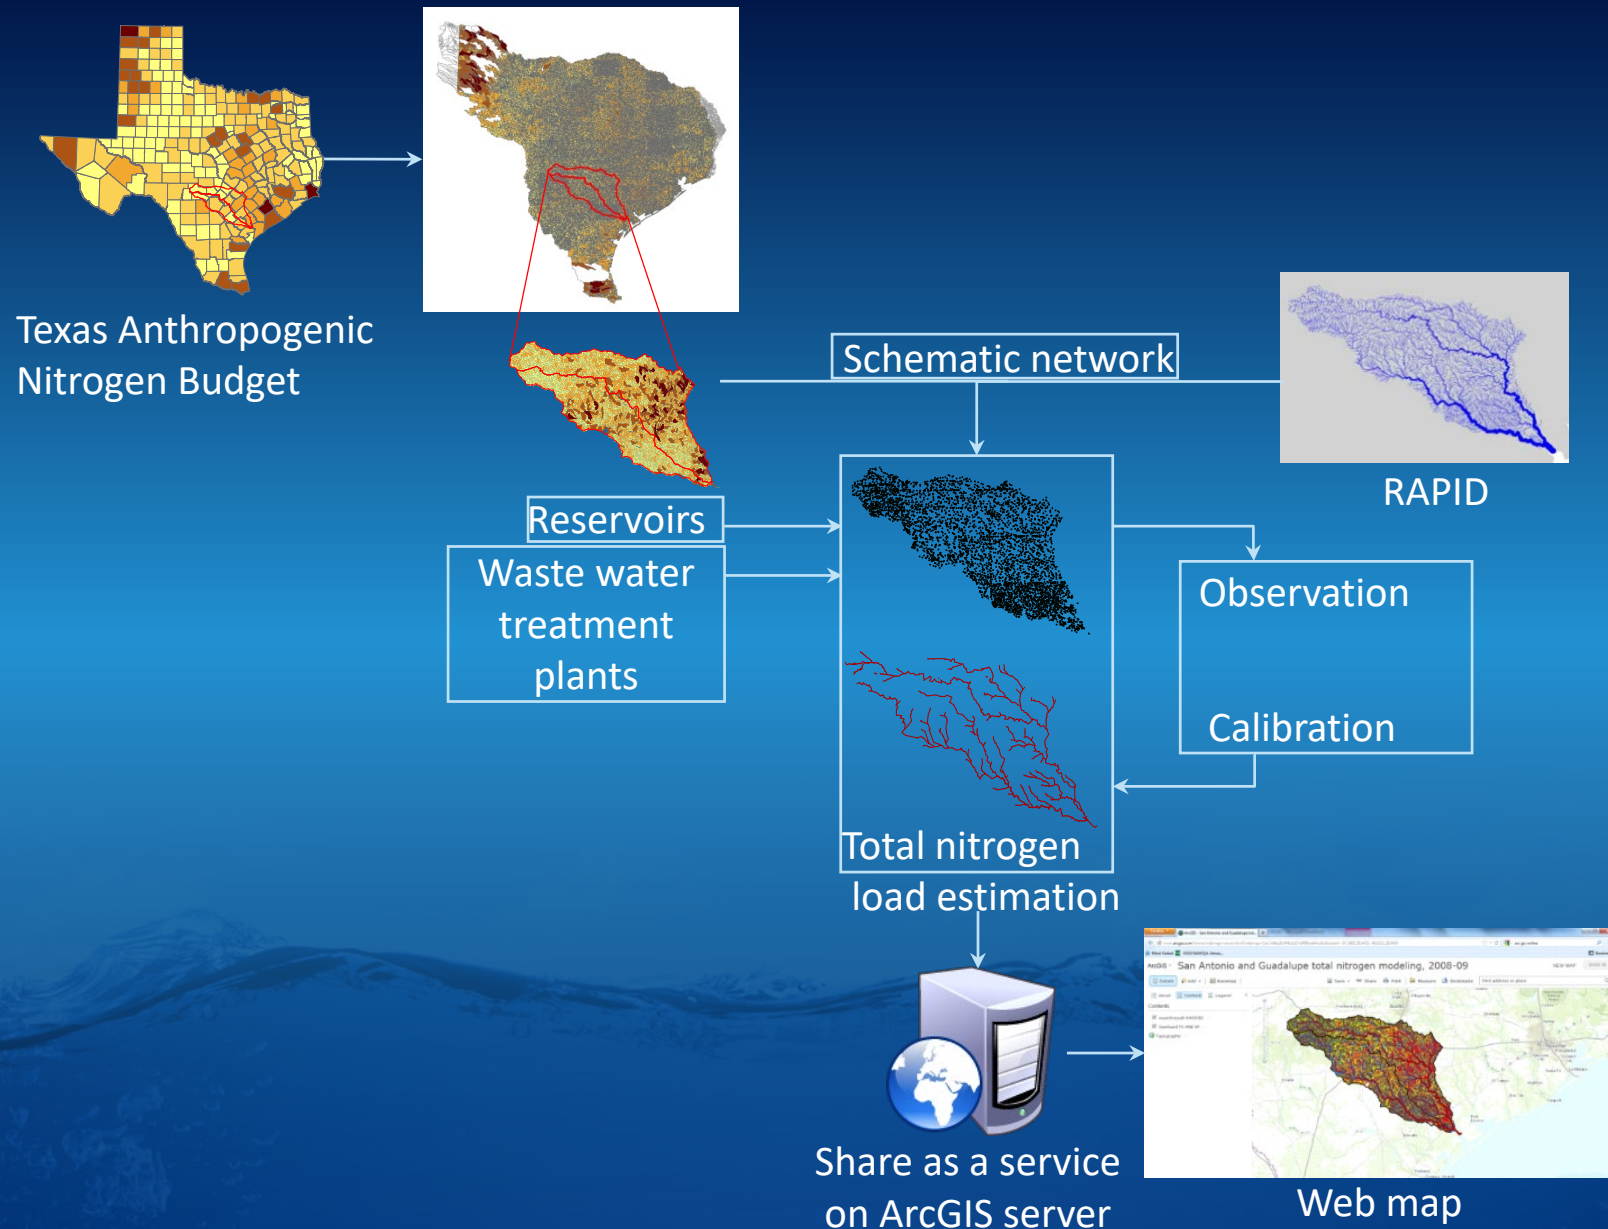 Texas Anthropogenic
Nitrogen Budget
Schematic network
RAPID
Reservoirs
Waste water
treatment
plants
Observation
Calibration
Total nitrogen
load estimation
Share as a service
on ArcGIS server
San Antonio and Guadalupe total nitrogen modeling, 2008-09
Web map